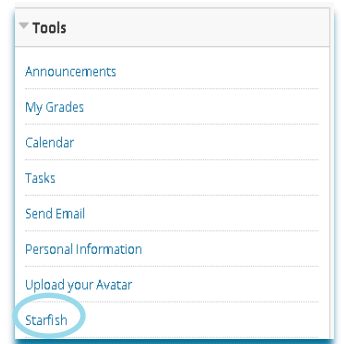 Tools
Announcements
My Grades
Calendar
Tasks
Send Email
Personal Information
Upload your Avatar
Starfish